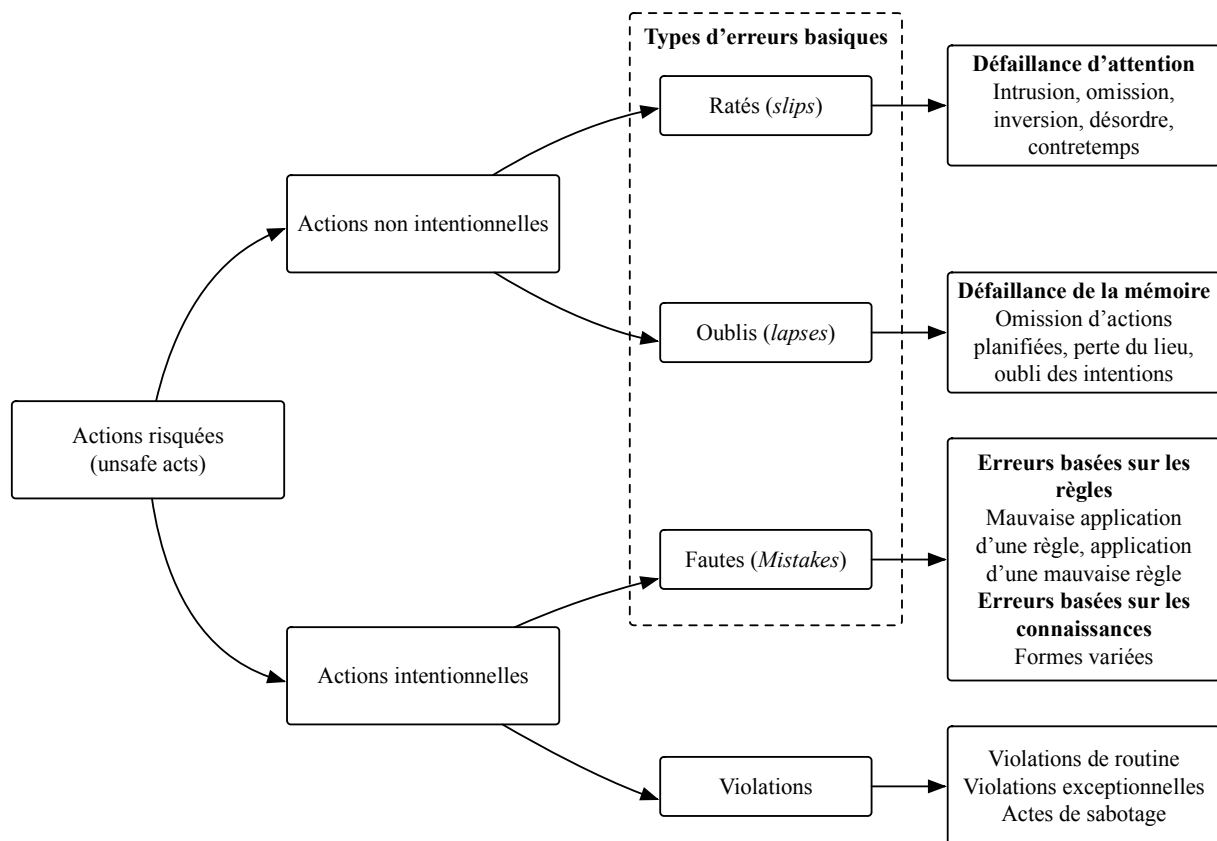 Types d’erreurs basiques
Ratés (slips)
Défaillance d’attention
Intrusion, omission,
inversion, désordre,
contretemps
Actions non intentionnelles
Oublis (lapses)
Défaillance de la mémoire
Omission d’actions
planifiées, perte du lieu,
oubli des intentions
Actions risquées
(unsafe acts)
Fautes (Mistakes)
Erreurs basées sur les
règles
Mauvaise application
d’une règle, application
d’une mauvaise règle
Erreurs basées sur les
connaissances
Formes variées
Actions intentionnelles
Violations
Violations de routine
Violations exceptionnelles
Actes de sabotage